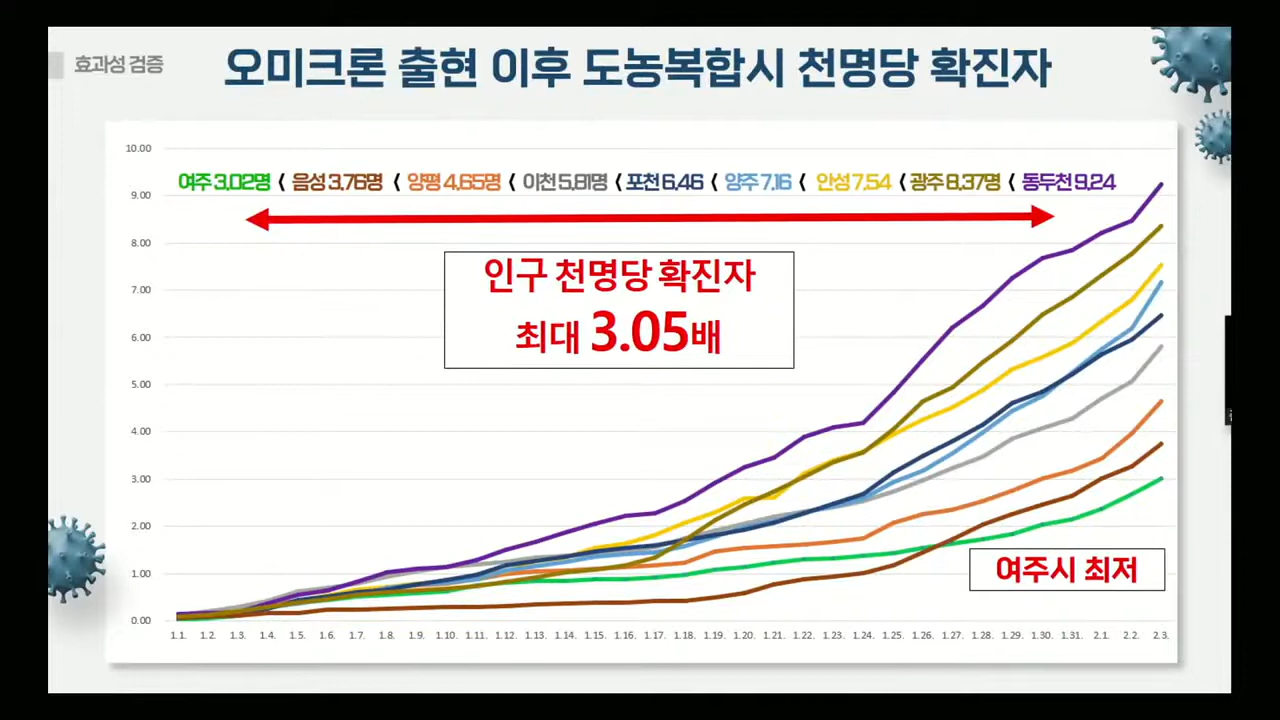 효과성 검증
오미크론 출현 이후 도농복합시 천명당 확진자
여주 3.02명 < 음성 3.76명 < 양평 4.65명 < 이천 5.81명 < 포천 6.46 < 양주 7.16 < 안성 7.54 < 광주 8.37명 < 동두천 9.24
인구 천명당 확진자
최대 3.05배
10.00
9.00
8.00
7.00
6.00
5.00
4.00
3.00
2.00
1.00
0.00
여주시 최저
1.1. 1.2. 1.3. 1.4. 1.5. 1.6. 1.7. 1.8. 1.9. 1.10. 1.11. 1.12. 1.13. 1.14. 1.15. 1.16. 1.17. 1.18. 1.19. 1.20. 1.21. 1.22. 1.23. 1.24. 1.25. 1.26. 1.27. 1.28. 1.29. 1.30. 1.31. 2.1. 2.2. 2.3.